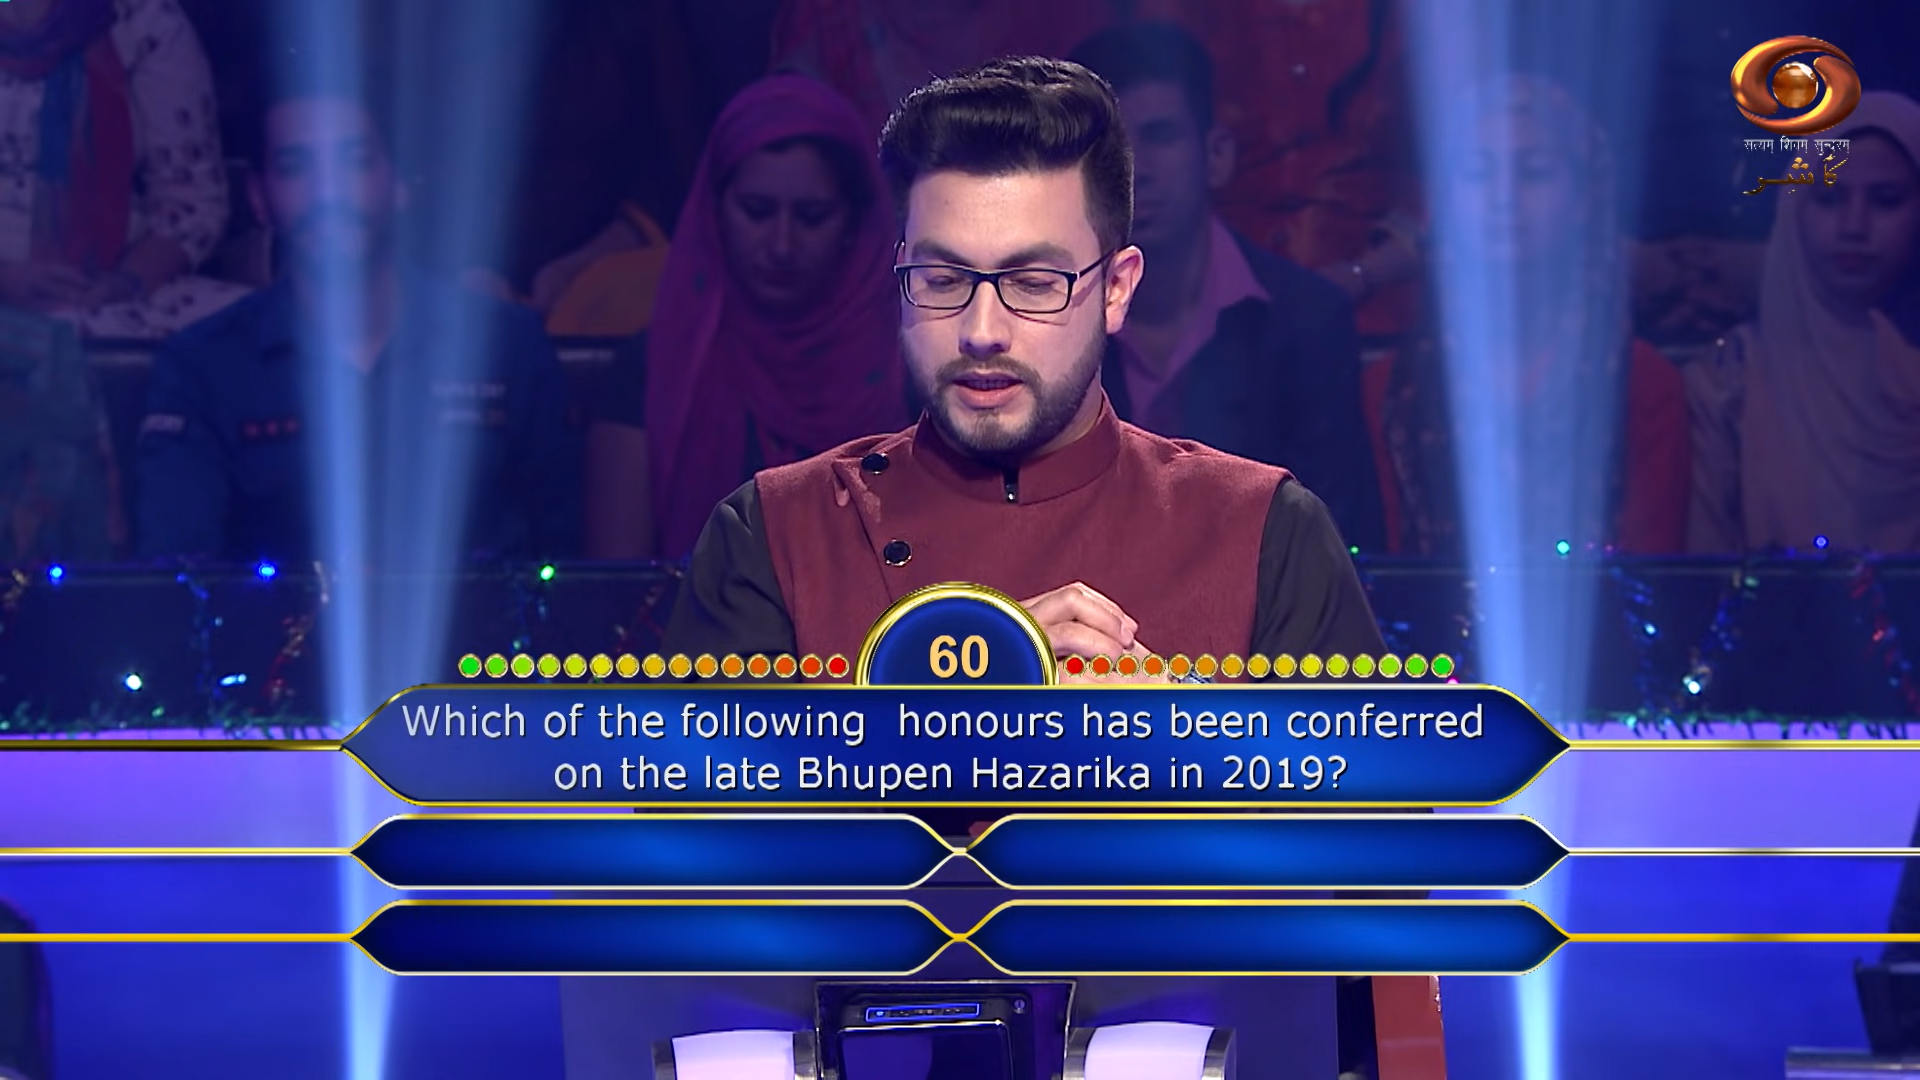 सत्यम् शिवम् सुन्दरम्
كأشر
60
Which of the following honours has been conferred
on the late Bhupen Hazarika in 2019?